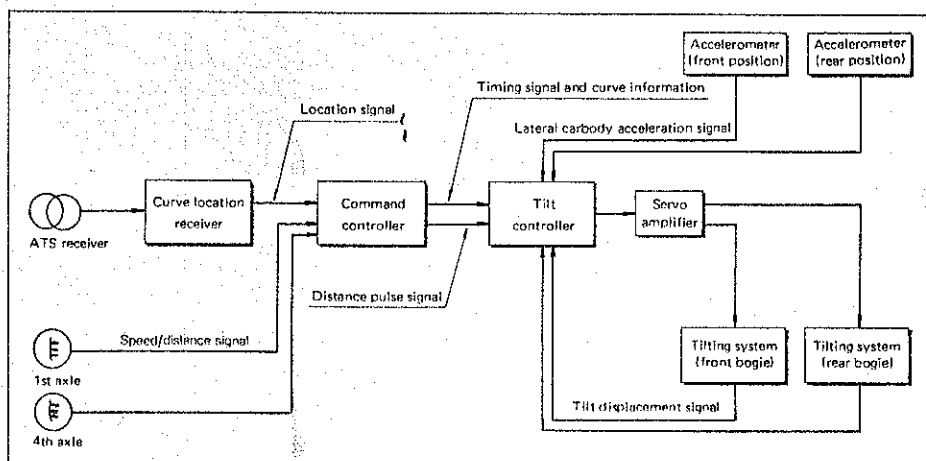 Accelerometer
(front position)
Accelerometer
(rear position)
Timing signal and curve information
Location signal
Lateral carbody acceleration signal
Curve location
receiver
Command
controller
Tilt
controller
Servo
amplifier
ATS receiver
Distance pulse signal
Speed/distance signal
1st axle
4th axle
Tilting system
(front bogie)
Tilting system
(rear bogie)
Tilt displacement signal